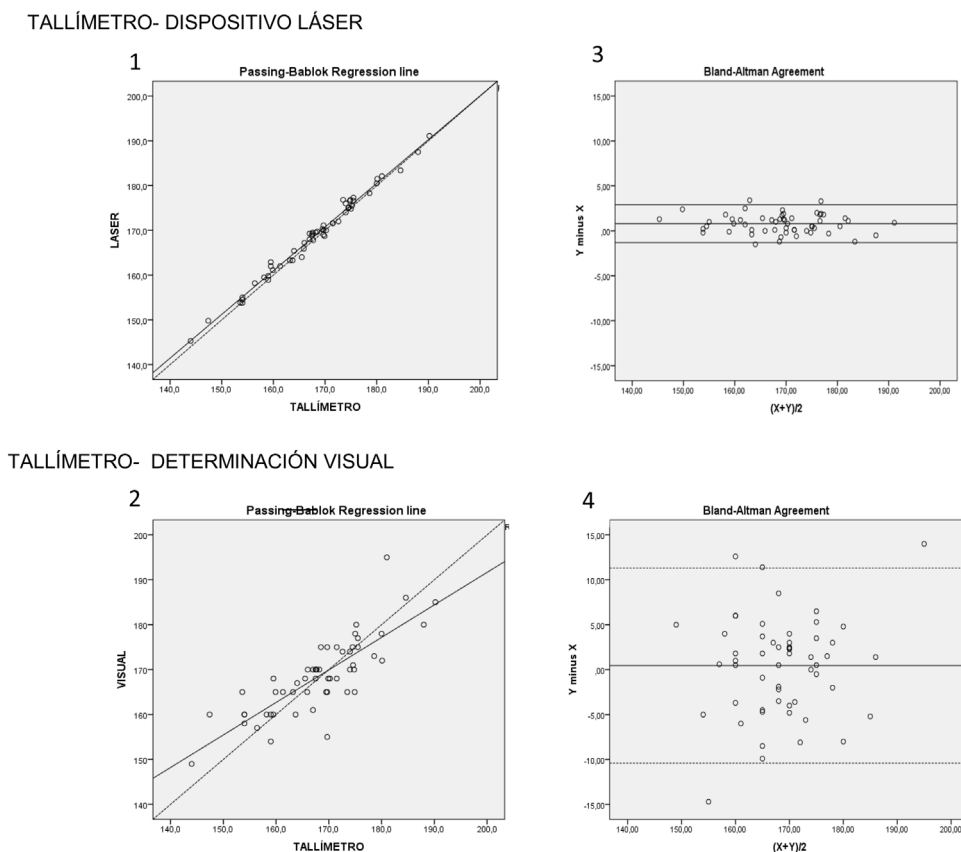 TALLÍMETRO- DISPOSITIVO LÁSER
1
Passing-Bablok Regression line
LASER
200,0
190,0
180,0
170,0
160,0
150,0
140,0
140,0 150,0 160,0 170,0 180,0 190,0 200,0
TALLÍMETRO
3
Bland-Altman Agreement
Y minus X
15,00
10,00
5,00
,00
-5,00
-10,00
-15,00
140,00 150,00 160,00 170,00 180,00 190,00 200,00
(X+Y)/2
TALLÍMETRO- DETERMINACIÓN VISUAL
2
Passing-Bablok Regression line
VISUAL
200
190
180
170
160
150
140
140,0 150,0 160,0 170,0 180,0 190,0 200,0
TALLÍMETRO
4
Bland-Altman Agreement
Y minus X
15,00
10,00
5,00
,00
-5,00
-10,00
-15,00
140,00 150,00 160,00 170,00 180,00 190,00 200,00
(X+Y)/2